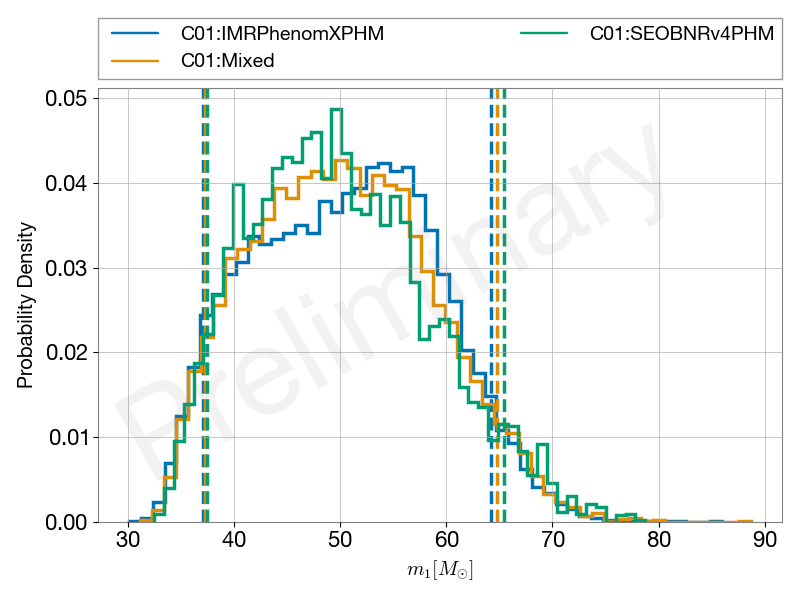 C01:IMRPhenomXPHM
C01:Mixed
C01:SEOBNRv4PHM
0.05
0.04
0.03
0.02
0.01
0.00
Probability Density
Preliminary
30 40 50 60 70 80 90
m₁[M⊙]